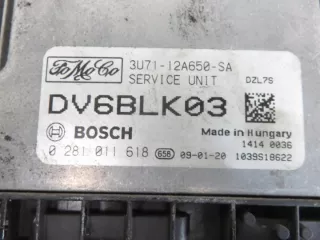 FoMoCo
3U71-12A650-SA
SERVICE UNIT
DZL7S
DV6BLK03
BOSCH
Made in Hungary
1414 0036
0 281 011 618
658
09-01-20
1039S18622